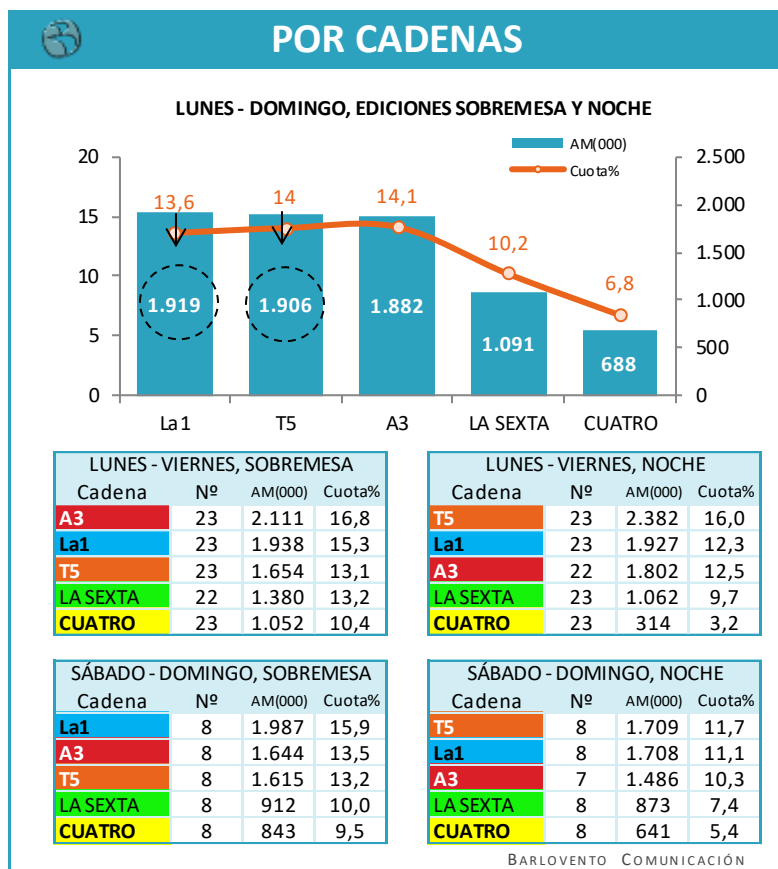 POR CADENAS
LUNES - DOMINGO, EDICIONES SOBREMESA Y NOCHE
AM(000)
Cuota%
20 2.500
15 2.000
10 1.500
5 1.000
0 500
0
13,6 14 14,1 10,2 6,8
1.919 1.906 1.882 1.091 688
La1 T5 A3 LA SEXTA CUATRO
LUNES - VIERNES, SOBREMESA
Cadena Nº AM(000) Cuota%
A3 23 2.111 16,8
La1 23 1.938 15,3
T5 23 1.654 13,1
LA SEXTA 22 1.380 13,2
CUATRO 23 1.052 10,4
LUNES - VIERNES, NOCHE
Cadena Nº AM(000) Cuota%
T5 23 2.382 16,0
La1 23 1.927 12,3
A3 22 1.802 12,5
LA SEXTA 23 1.062 9,7
CUATRO 23 314 3,2
SÁBADO - DOMINGO, SOBREMESA
Cadena Nº AM(000) Cuota%
La1 8 1.987 15,9
A3 8 1.644 13,5
T5 8 1.615 13,2
LA SEXTA 8 912 10,0
CUATRO 8 843 9,5
SÁBADO - DOMINGO, NOCHE
Cadena Nº AM(000) Cuota%
T5 8 1.709 11,7
La1 8 1.708 11,1
A3 7 1.486 10,3
LA SEXTA 8 873 7,4
CUATRO 8 641 5,4
BARLOVENTO COMUNICACIÓN